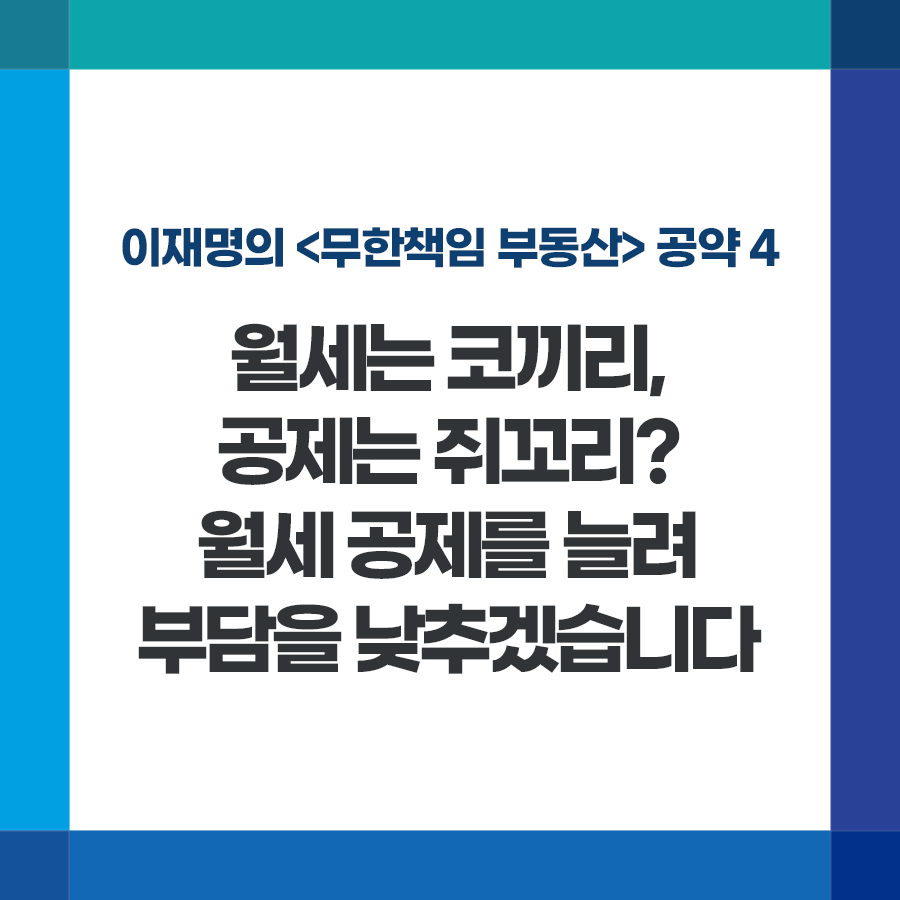 이재명의 <무한책임 부동산> 공약 4
월세는 코끼리,
공제는 쥐꼬리?
월세 공제를 늘려
부담을 낮추겠습니다